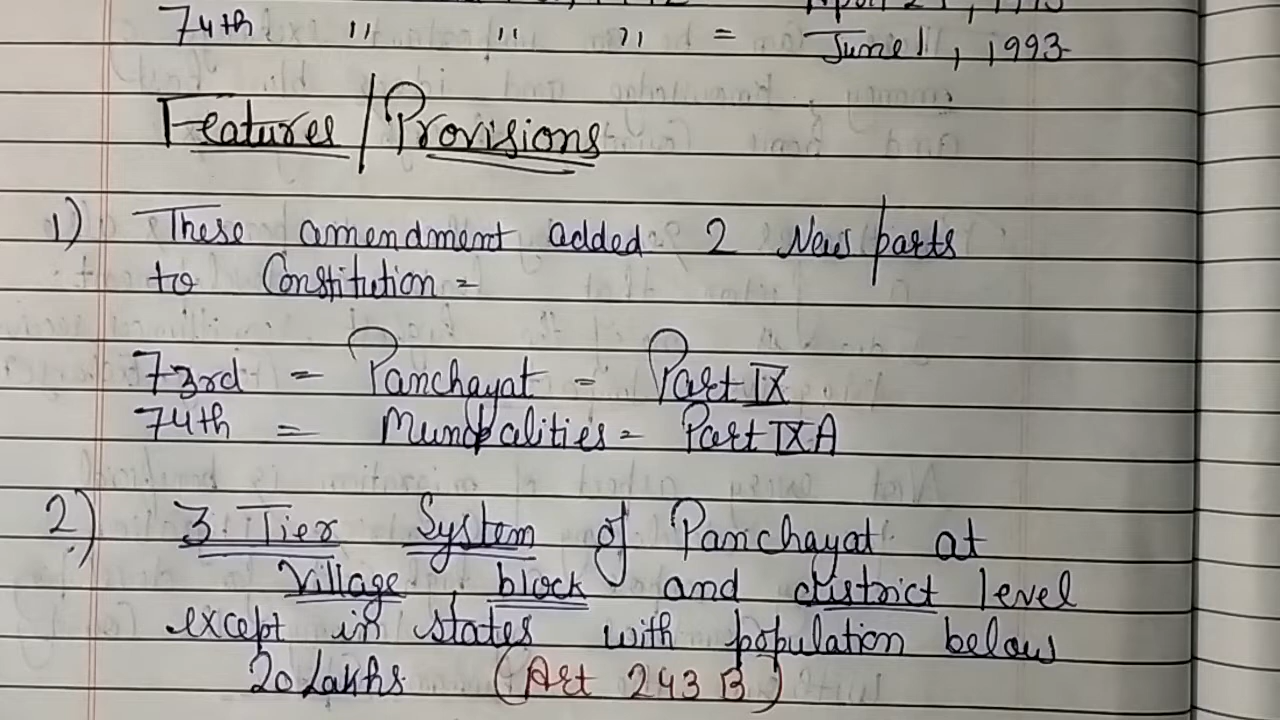 74th " " " = June 1, 1993
Features/Provisions
1) These amendment added 2 New parts
to Constitution =
73rd = Panchayat = Part IX
74th = Muncipalities = Part IX A
2) 3 Tier System of Panchayat at
Village, block and district level
except in states with population below
20 Lakhs (Art 243 B)